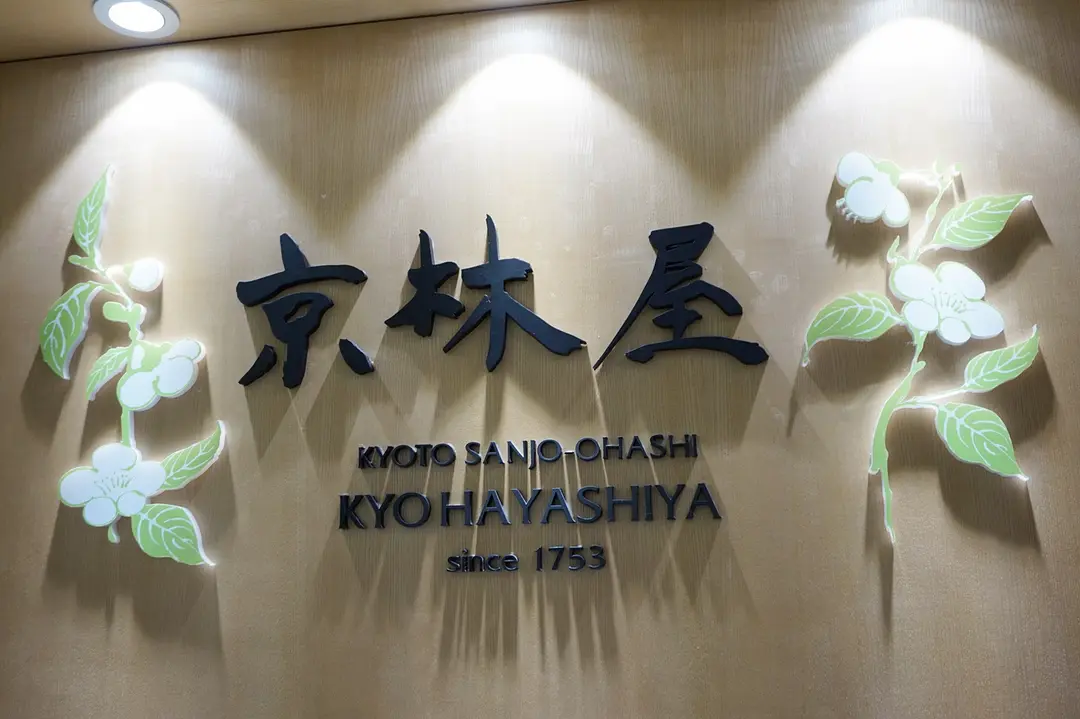 京林屋
KYOTO SANJO-OHASHI
KYO HAYASHIYA
since 1753